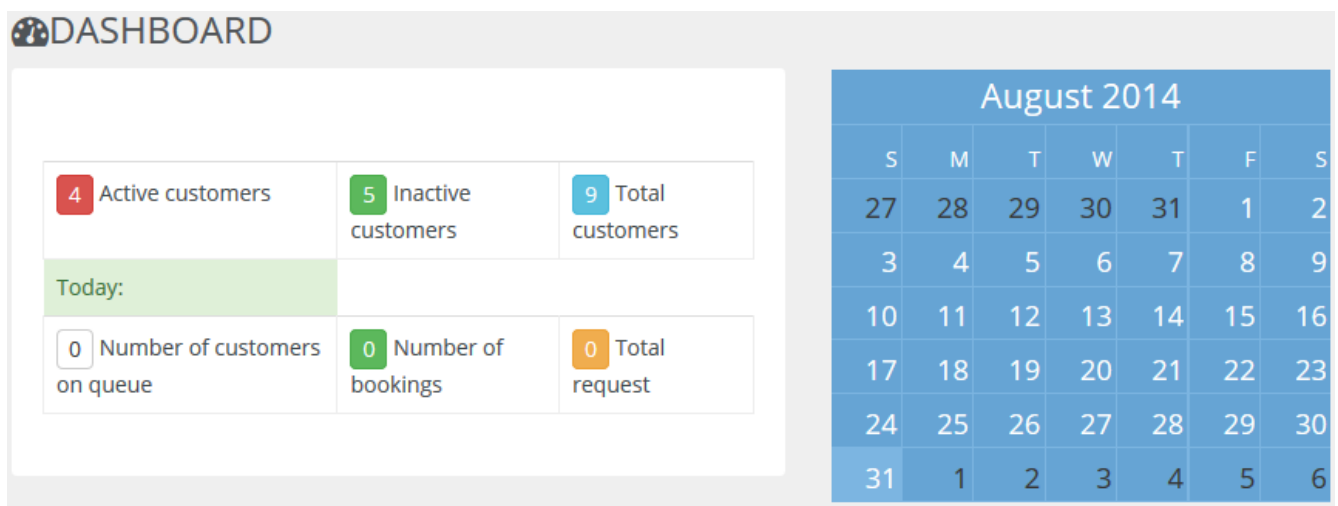 DASHBOARD
4 Active customers
5 Inactive
customers
9 Total
customers
Today:
0 Number of customers
on queue
0 Number of
bookings
0 Total
request
August 2014
S M T W T F S
27 28 29 30 31 1 2
3 4 5 6 7 8 9
10 11 12 13 14 15 16
17 18 19 20 21 22 23
24 25 26 27 28 29 30
31 1 2 3 4 5 6